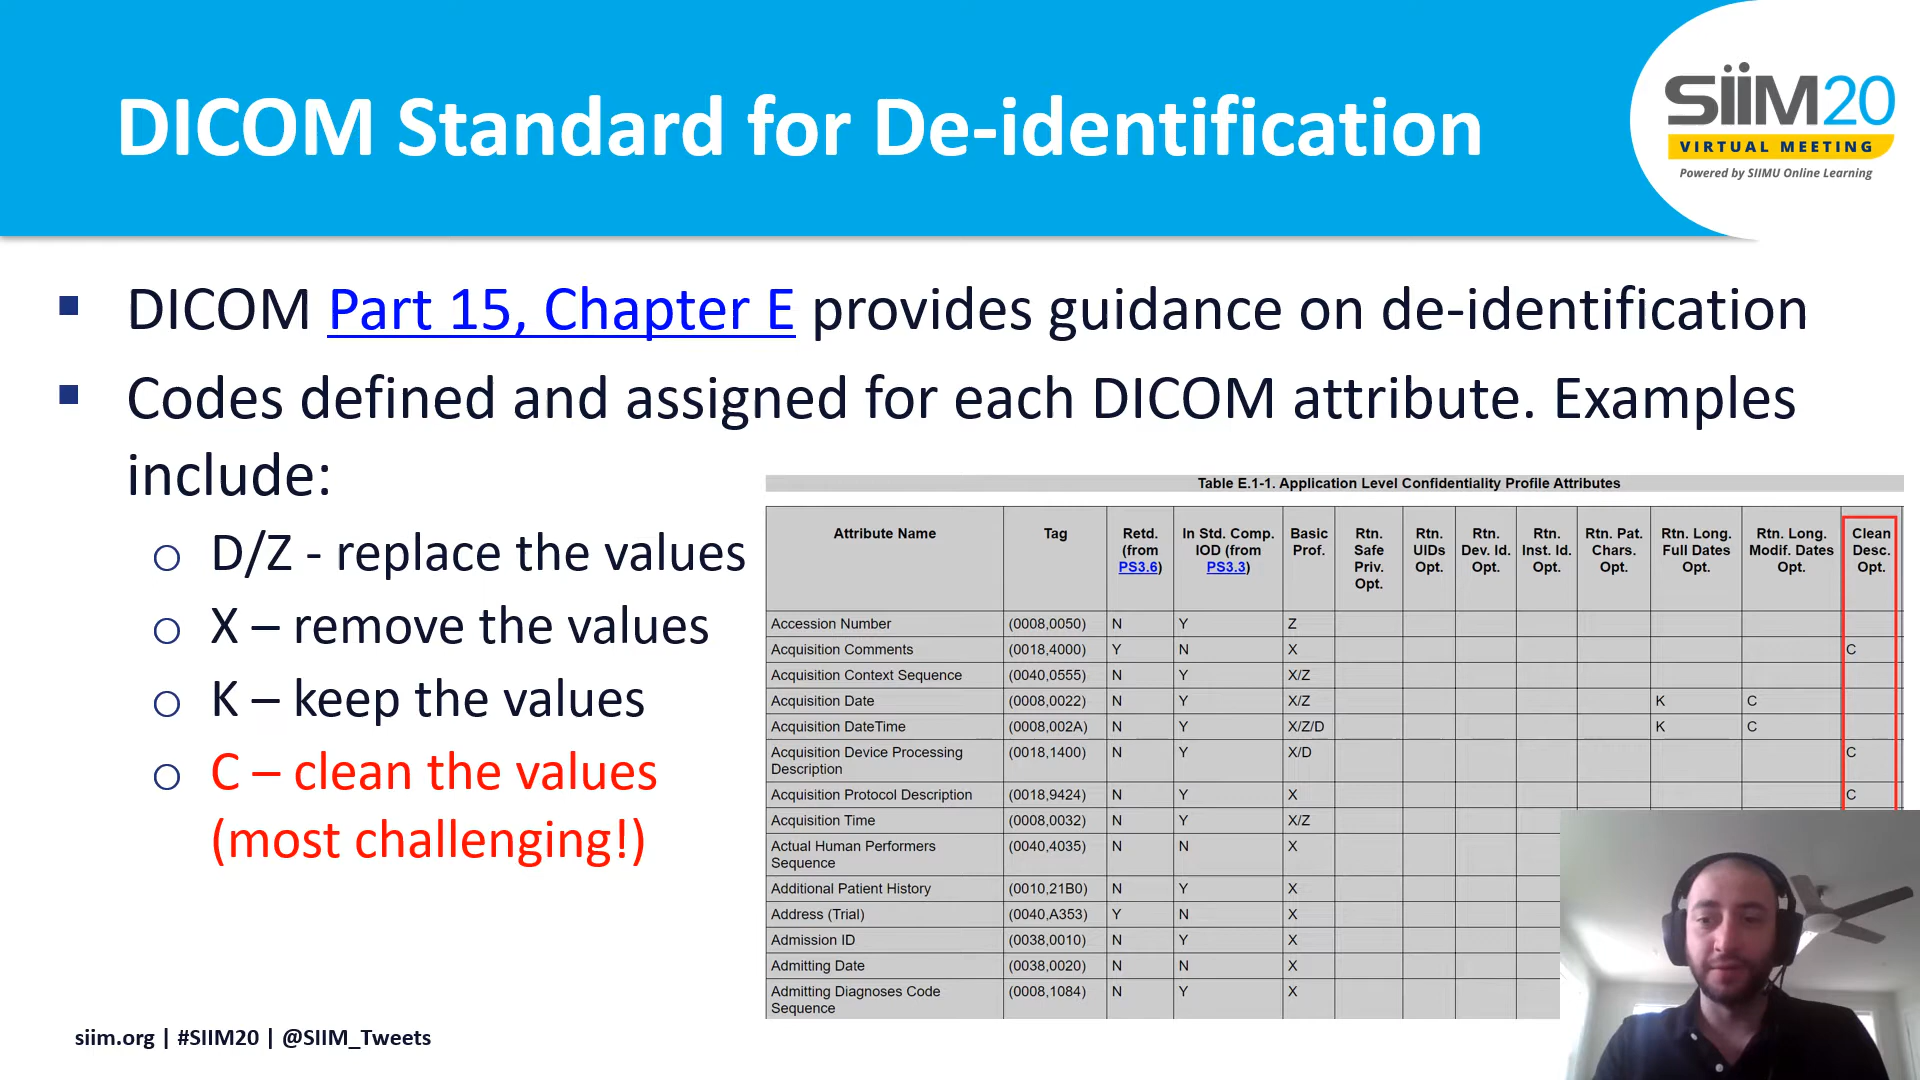 DICOM Standard for De-identification
SiiM20
VIRTUAL MEETING
Powered by SIIMU Online Learning
▪ DICOM Part 15, Chapter E provides guidance on de-identification
▪ Codes defined and assigned for each DICOM attribute. Examples
include:
o D/Z - replace the values
o X – remove the values
o K – keep the values
o C – clean the values
(most challenging!)
Table E.1-1. Application Level Confidentiality Profile Attributes
Attribute Name | Tag | Retd. (from PS3.6) | In Std. Comp. IOD (from PS3.3) | Basic Prof. | Rtn. Safe Priv. Opt. | Rtn. UIDs Opt. | Rtn. Dev. Id. Opt. | Rtn. Inst. Id. Opt. | Rtn. Pat. Chars. Opt. | Rtn. Long. Full Dates Opt. | Rtn. Long. Modif. Dates Opt. | Clean Desc. Opt.
Accession Number (0008,0050) N Y Z
Acquisition Comments (0018,4000) Y N X C
Acquisition Context Sequence (0040,0555) N Y X/Z
Acquisition Date (0008,0022) N Y X/Z K C
Acquisition DateTime (0008,002A) N Y X/Z/D K C
Acquisition Device Processing Description (0018,1400) N Y X/D C
Acquisition Protocol Description (0018,9424) N Y X C
Acquisition Time (0008,0032) N Y X/Z
Actual Human Performers Sequence (0040,4035) N N X
Additional Patient History (0010,21B0) N Y X
Address (Trial) (0040,A353) Y N X
Admission ID (0038,0010) N Y X
Admitting Date (0038,0020) N N X
Admitting Diagnoses Code Sequence (0008,1084) N Y X
siim.org | #SIIM20 | @SIIM_Tweets